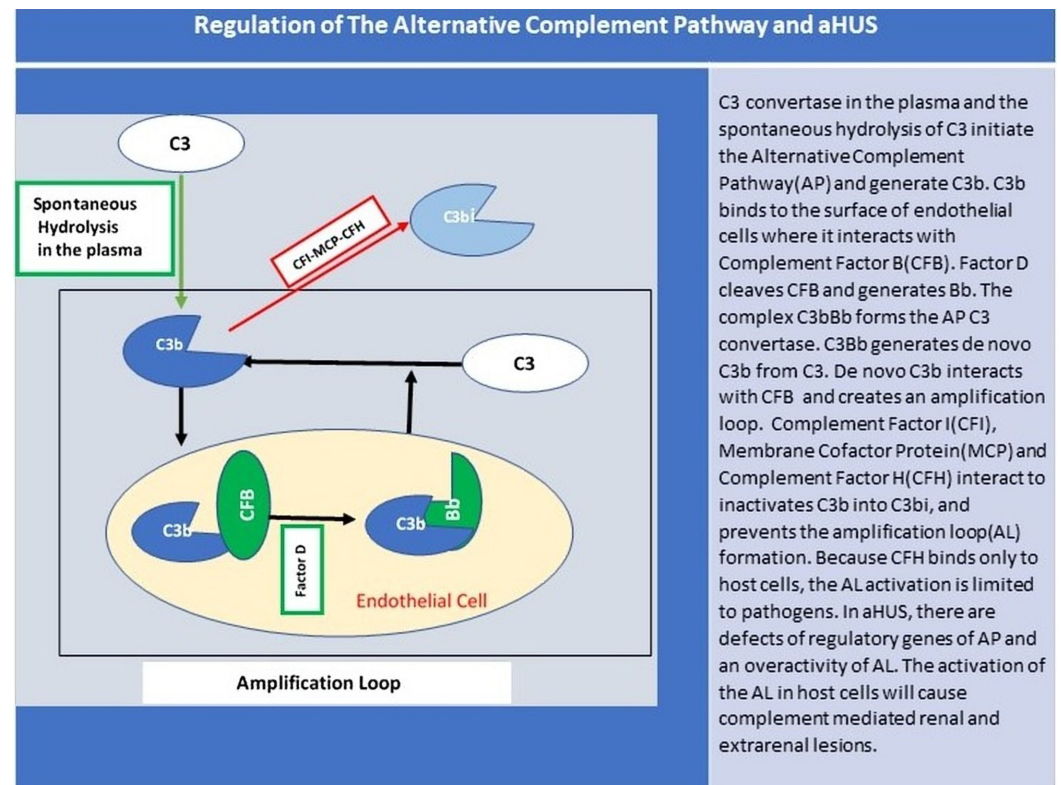 Regulation of The Alternative Complement Pathway and aHUS
C3
Spontaneous
Hydrolysis
in the plasma
CFI-MCP-CFH
C3bi
C3b
C3
C3b
CFB
Factor D
C3b
Bb
Endothelial Cell
Amplification Loop
C3 convertase in the plasma and the
spontaneous hydrolysis of C3 initiate
the Alternative Complement
Pathway(AP) and generate C3b. C3b
binds to the surface of endothelial
cells where it interacts with
Complement Factor B(CFB). Factor D
cleaves CFB and generates Bb. The
complex C3bBb forms the AP C3
convertase. C3Bb generates de novo
C3b from C3. De novo C3b interacts
with CFB and creates an amplification
loop. Complement Factor I(CFI),
Membrane Cofactor Protein(MCP) and
Complement Factor H(CFH) interact to
inactivates C3b into C3bi, and
prevents the amplification loop(AL)
formation. Because CFH binds only to
host cells, the AL activation is limited
to pathogens. In aHUS, there are
defects of regulatory genes of AP and
an overactivity of AL. The activation of
the AL in host cells will cause
complement mediated renal and
extrarenal lesions.